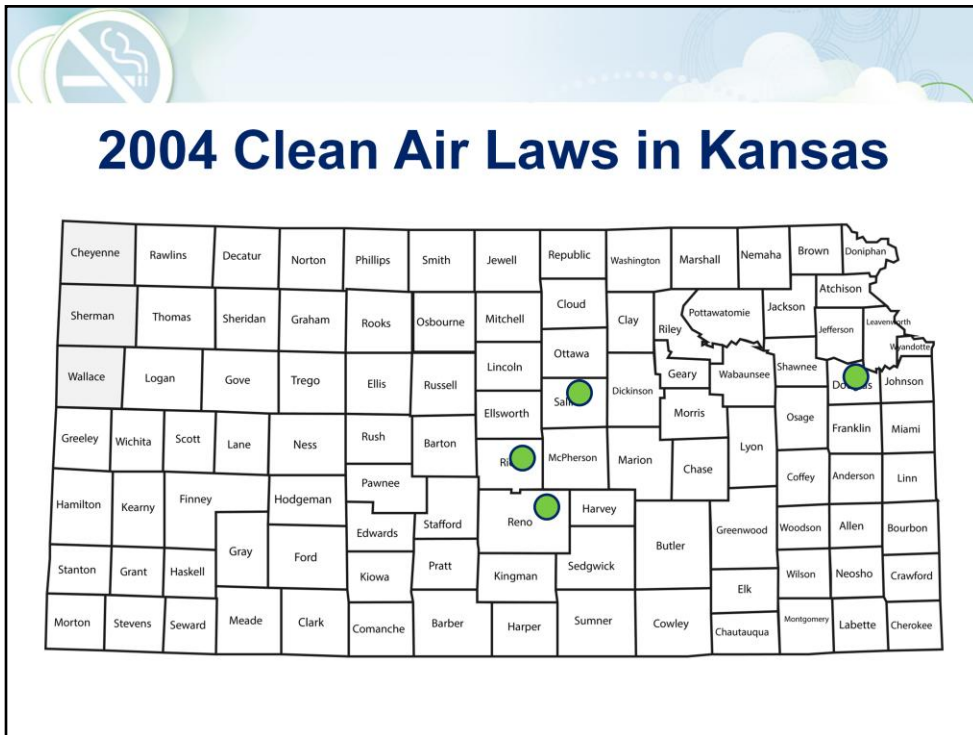 2004 Clean Air Laws in Kansas
Cheyenne Rawlins Decatur Norton Phillips Smith Jewell Republic Washington Marshall Nemaha Brown Doniphan
Atchison
Cloud Clay Riley Pottawatomie Jackson
Sherman Thomas Sheridan Graham Rooks Osbourne Mitchell Jefferson Leavenworth
Wyandotte
Ottawa
Wallace Logan Gove Trego Ellis Russell Lincoln Dickinson Geary Wabaunsee Shawnee Johnson
Ellsworth Morris Osage Franklin Miami
Greeley Wichita Scott Lane Ness Rush Barton McPherson Marion Chase Lyon
Pawnee Coffey Anderson Linn
Hamilton Kearny Finney Hodgeman Stafford Reno Harvey
Edwards Greenwood Woodson Allen Bourbon
Gray Ford Butler
Stanton Grant Haskell Kiowa Pratt Kingman Sedgwick Wilson Neosho Crawford
Elk
Morton Stevens Seward Meade Clark Comanche Barber Harper Sumner Cowley Chautauqua Montgomery Labette Cherokee